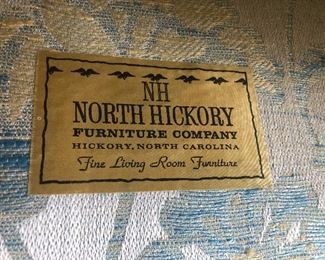 NH
NORTH HICKORY
FURNITURE COMPANY
HICKORY, NORTH CAROLINA
Fine Living Room Furniture